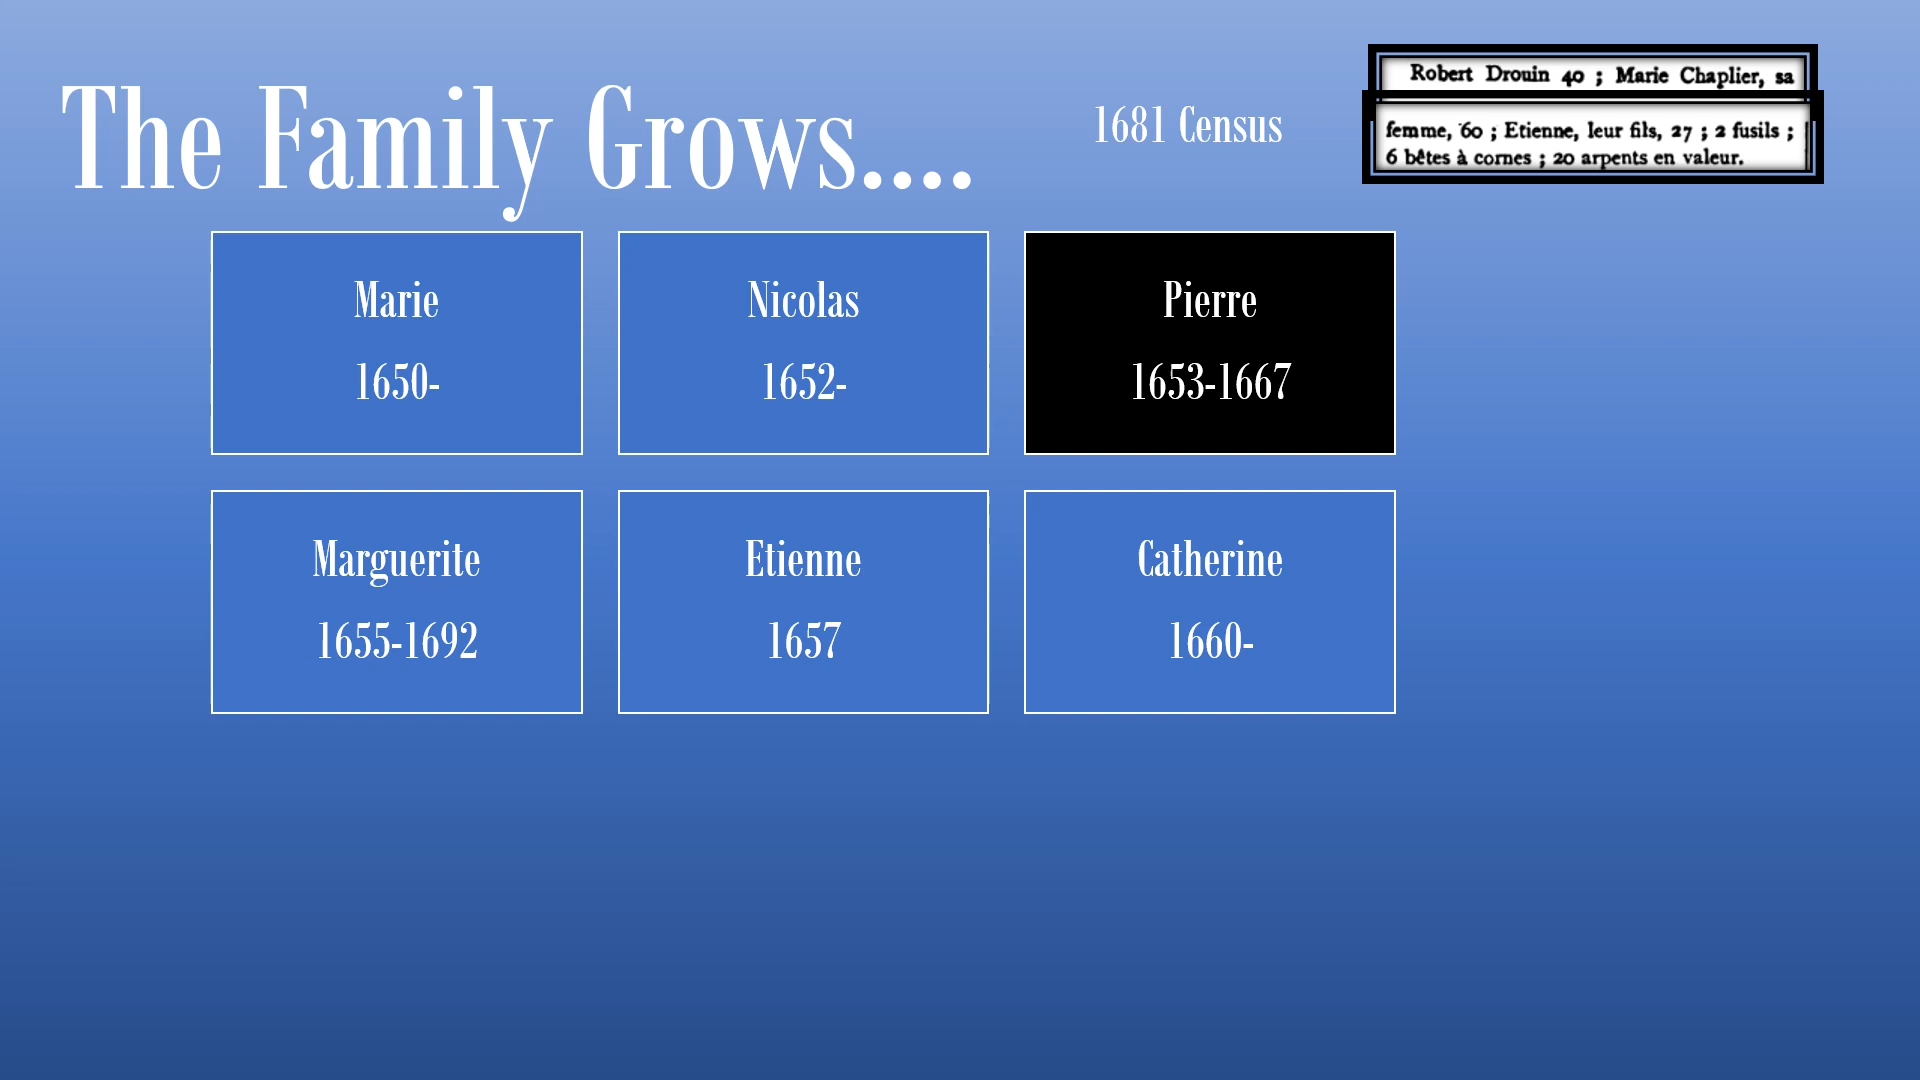 The Family Grows....
1681 Census
Robert Drouin 40 ; Marie Chaplier, sa
femme, 60 ; Etienne, leur fils, 27 ; 2 fusils ;
6 bêtes à cornes ; 20 arpents en valeur.
Marie
1650-
Nicolas
1652-
Pierre
1653-1667
Marguerite
1655-1692
Etienne
1657
Catherine
1660-